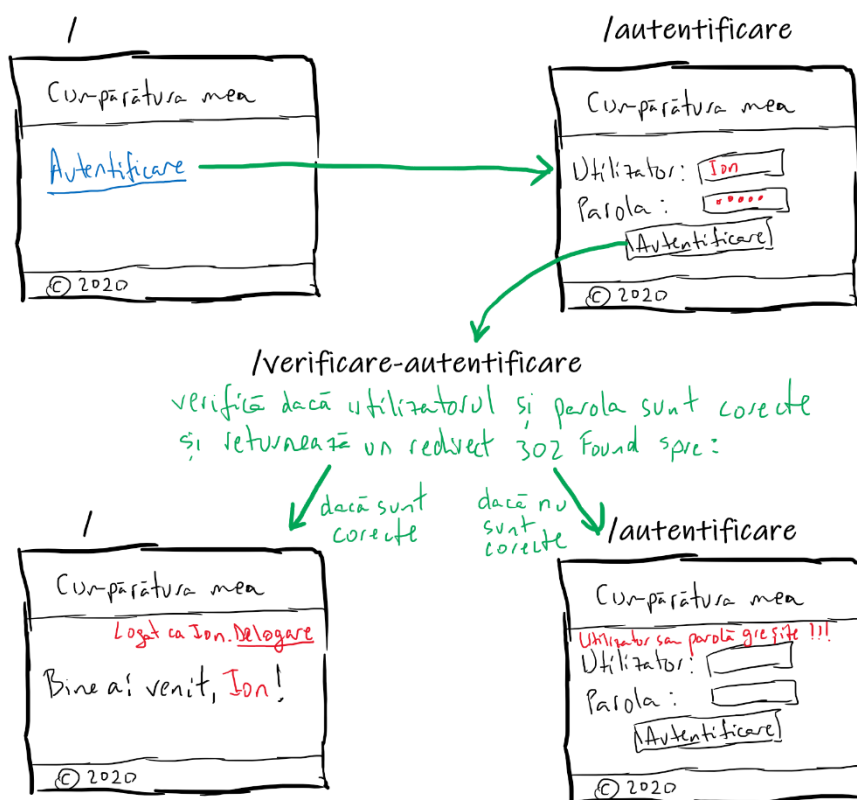 /
Cumpărătura mea
Autentificare
© 2020
/autentificare
Cumpărătura mea
Utilizator: Ion
Parola: •••••
Autentificare
© 2020
/verificare-autentificare
verifică dacă utilizatorul și parola sunt corecte
și returnează un redirect 302 Found spre:
dacă sunt
corecte
dacă nu
sunt
corecte
/
Cumpărătura mea
Logat ca Ion. Delogare
Bine ai venit, Ion!
© 2020
/autentificare
Cumpărătura mea
Utilizator sau parolă greșite !!!
Utilizator:
Parola:
Autentificare
© 2020